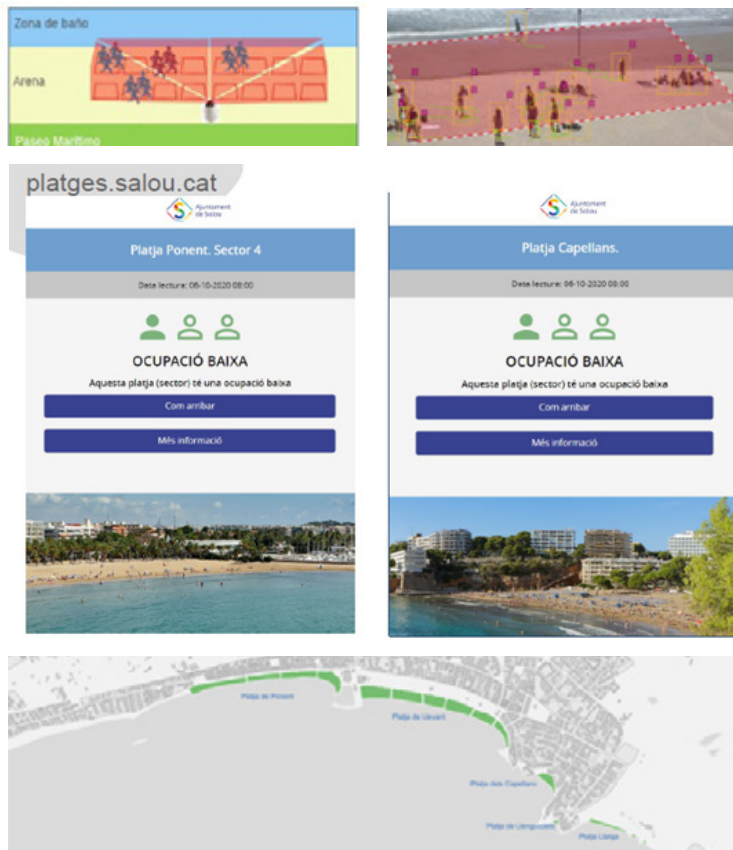 Zona de baño
Arena
Paseo Marítimo
platges.salou.cat
Ajuntament
de Salou
Platja Ponent. Sector 4
Data lectura: 06-10-2020 08:00
OCUPACIÓ BAIXA
Aquesta platja (sector) té una ocupació baixa
Com arribar
Més informació
Ajuntament
de Salou
Platja Capellans.
Data lectura: 06-10-2020 08:00
OCUPACIÓ BAIXA
Aquesta platja (sector) té una ocupació baixa
Com arribar
Més informació
Platja de Ponent
Platja de Llevant
Platja dels Capellans
Platja de Llenguadets
Platja Llarga